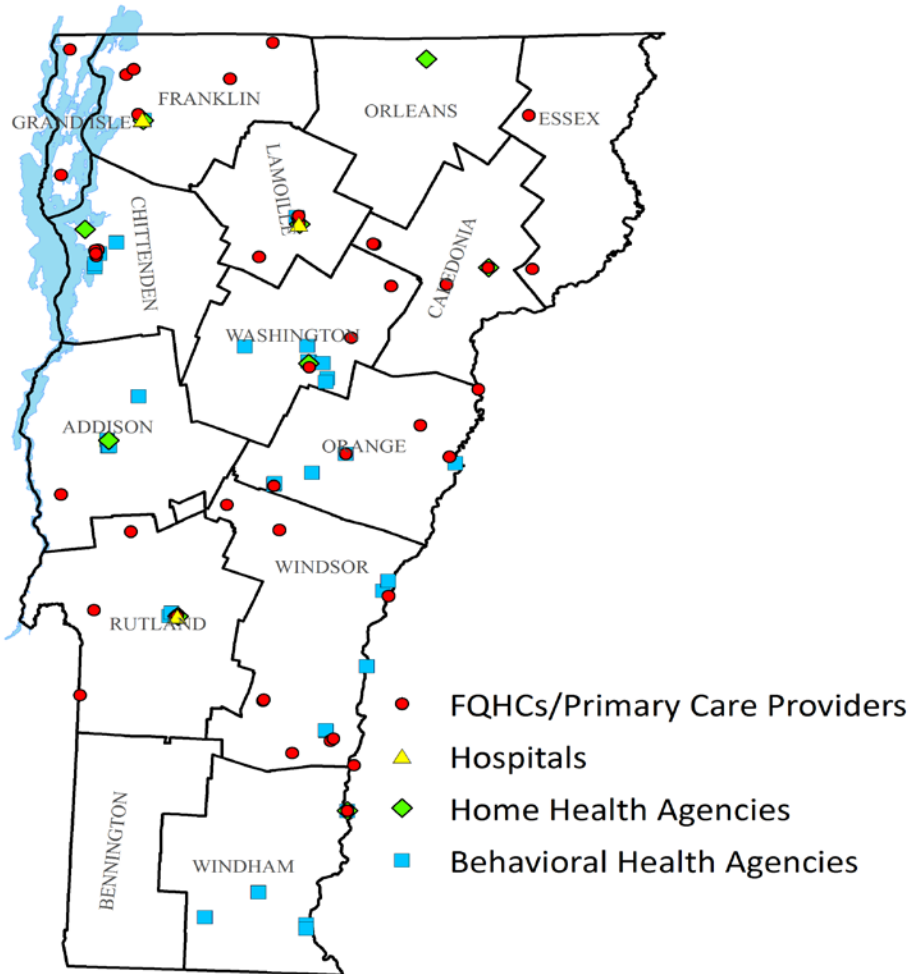 FRANKLIN
ORLEANS
ESSEX
GRAND ISLE
LAMOILLE
CHITTENDEN
CALEDONIA
WASHINGTON
ADDISON
ORANGE
WINDSOR
RUTLAND
BENNINGTON
WINDHAM
FQHCs/Primary Care Providers
Hospitals
Home Health Agencies
Behavioral Health Agencies